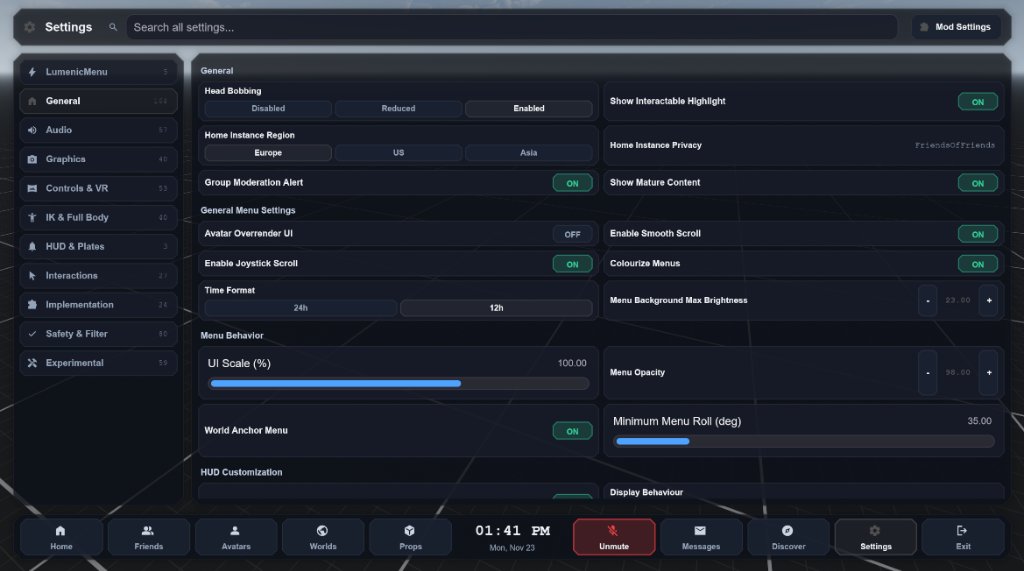 Settings
Search all settings...
Mod Settings
LumenicMenu 5
General
Audio 57
Graphics 40
Controls & VR 53
IK & Full Body 40
HUD & Plates 3
Interactions 27
Implementation 24
Safety & Filter
Experimental 59
General
Head Bobbing
Disabled Reduced Enabled
Show Interactable Highlight ON
Home Instance Region
Europe US Asia
Home Instance Privacy FriendsOfFriends
Group Moderation Alert ON
Show Mature Content ON
General Menu Settings
Avatar Overrender UI OFF
Enable Smooth Scroll ON
Enable Joystick Scroll ON
Colourize Menus ON
Time Format
24h 12h
Menu Background Max Brightness - 23.00 +
Menu Behavior
UI Scale (%) 100.00
Menu Opacity - 98.00 +
World Anchor Menu ON
Minimum Menu Roll (deg) 35.00
HUD Customization
Display Behaviour
Home
Friends
Avatars
Worlds
Props
01:41 PM
Mon, Nov 23
Unmute
Messages
Discover
Settings
Exit